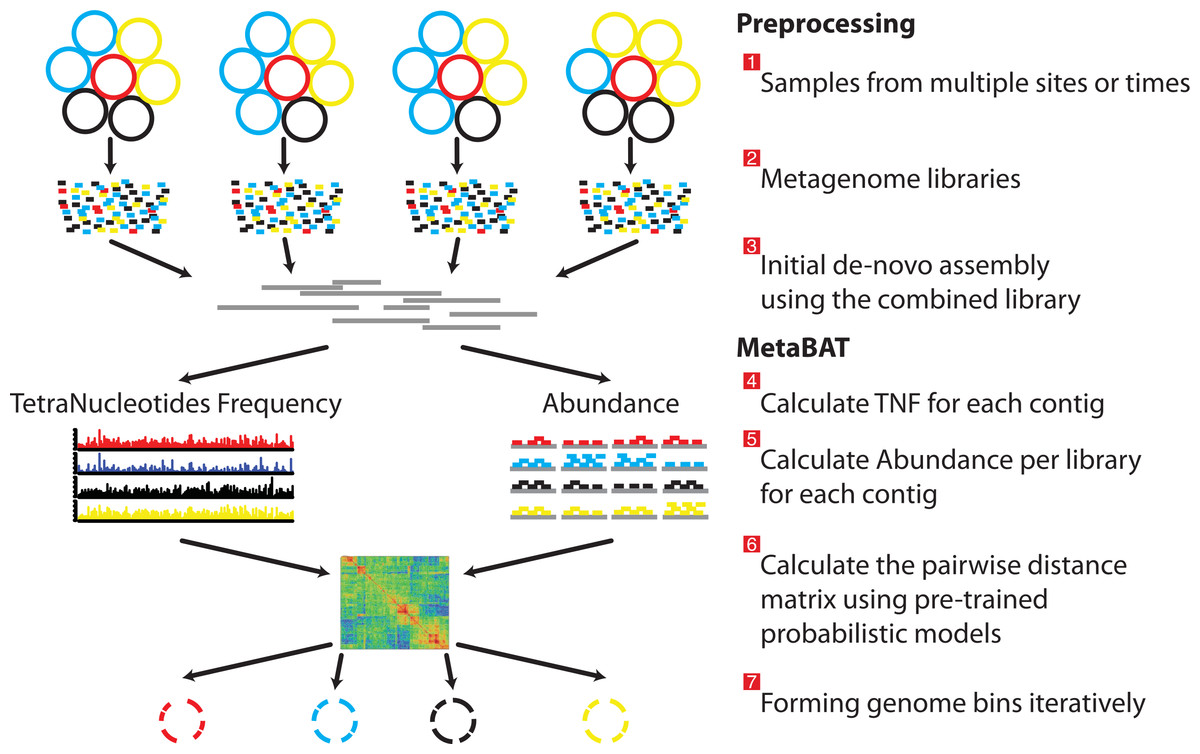 Preprocessing
1
Samples from multiple sites or times
2
Metagenome libraries
3
Initial de-novo assembly
using the combined library
MetaBAT
TetraNucleotides Frequency
Abundance
4
Calculate TNF for each contig
5
Calculate Abundance per library
for each contig
6
Calculate the pairwise distance
matrix using pre-trained
probabilistic models
7
Forming genome bins iteratively